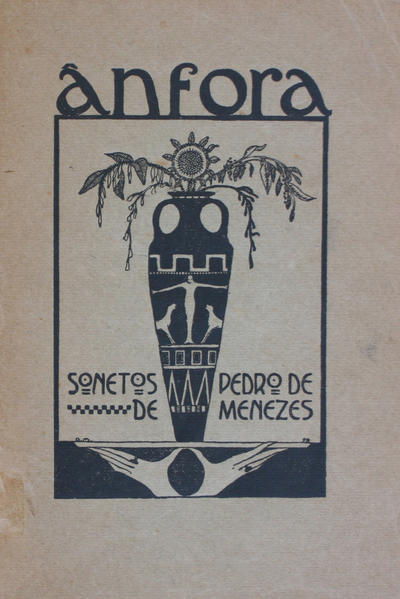 ânfora
SONETOS
DE
PEDRO DE
MENEZES